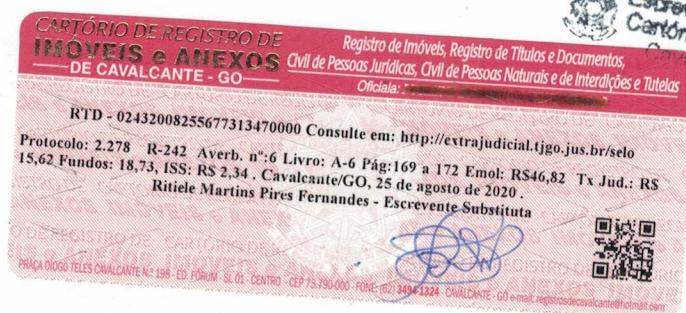 CARTÓRIO DE REGISTRO DE
IMÓVEIS e ANEXOS
DE CAVALCANTE - GO
Registro de Imóveis, Registro de Títulos e Documentos,
Civil de Pessoas Jurídicas, Civil de Pessoas Naturais e de Interdições e Tutelas
Oficiala:
RTD - 02432008255677313470000 Consulte em: http://extrajudicial.tjgo.jus.br/selo
Protocolo: 2.278 R-242 Averb. nº:6 Livro: A-6 Pág:169 a 172 Emol: R$46,82 Tx Jud.: R$
15,62 Fundos: 18,73, ISS: R$ 2,34 . Cavalcante/GO, 25 de agosto de 2020 .
Ritiele Martins Pires Fernandes - Escrevente Substituta
PRAÇA DIOGO TELES CAVALCANTE N.º 198 - ED. FÓRUM - SL 01 - CENTRO - CEP 73.790-000 - FONE: (62) 3494-1324 - CAVALCANTE - GO e-mail: registrosdecavalcante@hotmail.com